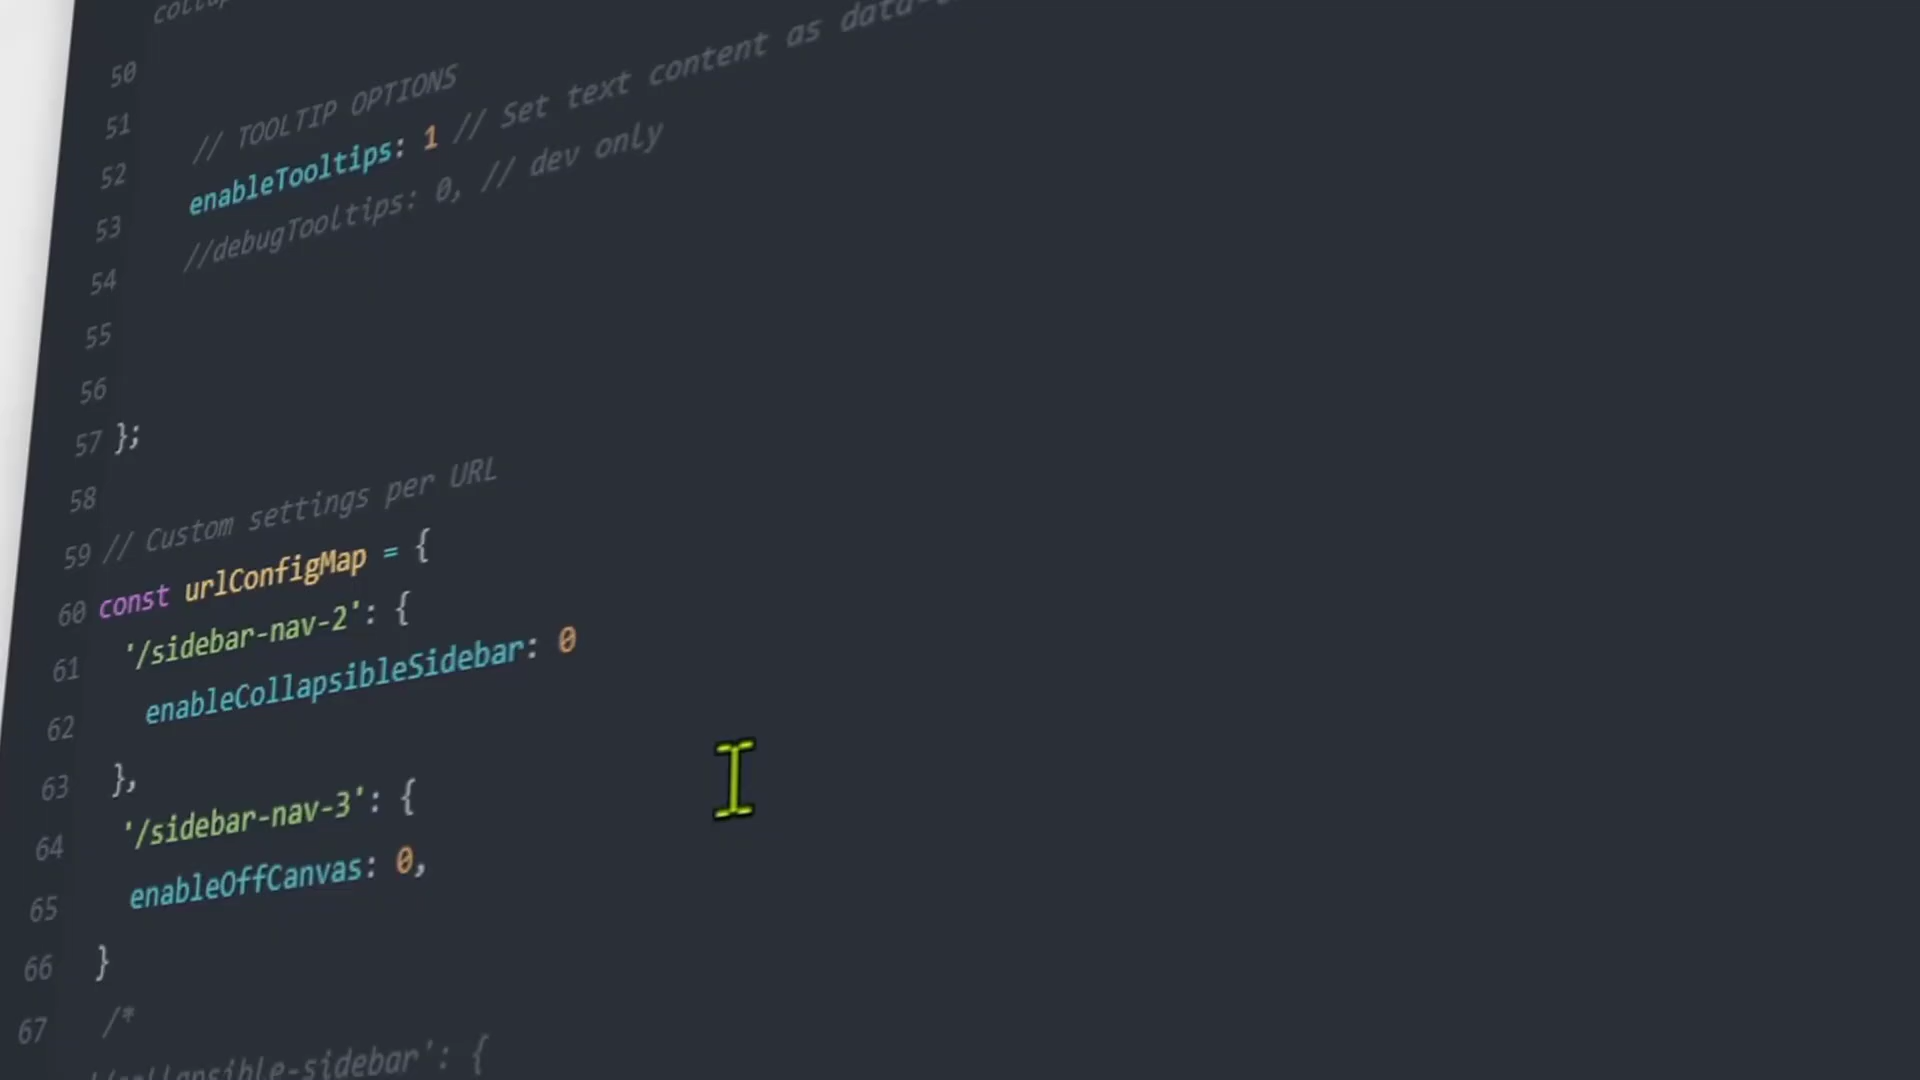 50
51 // TOOLTIP OPTIONS
52 enableTooltips: 1 // Set text content as
53 //debugTooltips: 0, // dev only
54
55
56
57 };
58
59 // Custom settings per URL
60 const urlConfigMap = {
61 '/sidebar-nav-2': {
62 enableCollapsibleSidebar: 0
63 },
64 '/sidebar-nav-3': {
65 enableOffCanvas: 0,
66 }
67 /*